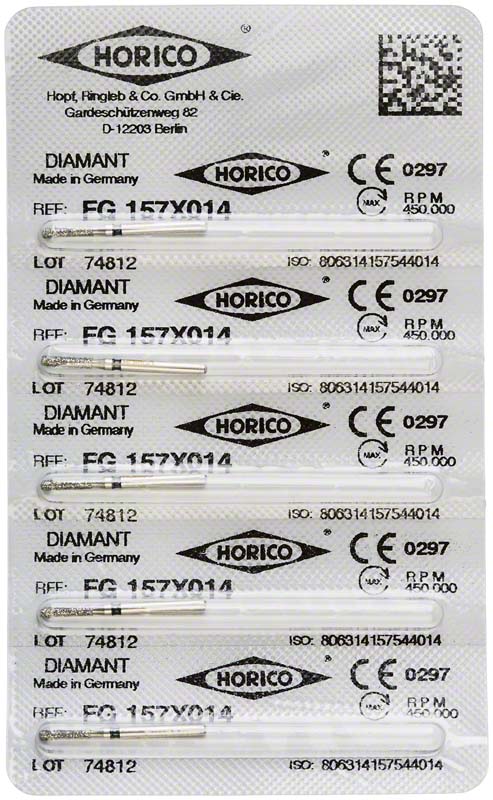 HORICO ®
Hopf, Ringleb & Co. GmbH & Cie.
Gardeschützenweg 82
D-12203 Berlin
DIAMANT HORICO ® CE 0297
Made in Germany
REF: FG 157X014 MAX RPM 450.000
LOT 74812 ISO: 806314157544014
DIAMANT HORICO ® CE 0297
Made in Germany
REF: FG 157X014 MAX RPM 450.000
LOT 74812 ISO: 806314157544014
DIAMANT HORICO ® CE 0297
Made in Germany
REF: FG 157X014 MAX RPM 450.000
LOT 74812 ISO: 806314157544014
DIAMANT HORICO ® CE 0297
Made in Germany
REF: FG 157X014 MAX RPM 450.000
LOT 74812 ISO: 806314157544014
DIAMANT HORICO ® CE 0297
Made in Germany
REF: FG 157X014 MAX RPM 450.000
LOT 74812 ISO: 806314157544014